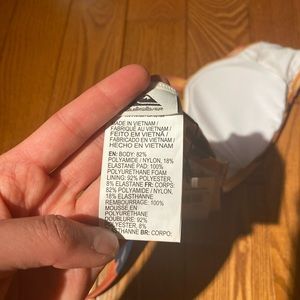 MADE IN VIETNAM /
FABRIQUÉ AU VIETNAM /
FEITO EM VIETNÃ /
FABRICADO EN VIETNAM /
HECHO EN VIETNAM
EN: BODY: 82%
POLYAMIDE / NYLON, 18%
ELASTANE PAD: 100%
POLYURETHANE FOAM
LINING: 92% POLYESTER,
8% ELASTANE FR: CORPS:
82% POLYAMIDE / NYLON,
18% ELASTHANNE
REMBOURRAGE: 100%
MOUSSE EN
POLYURETHANE
DOUBLURE: 92%
POLYESTER, 8%
ELASTHANNE BR: CORPO: